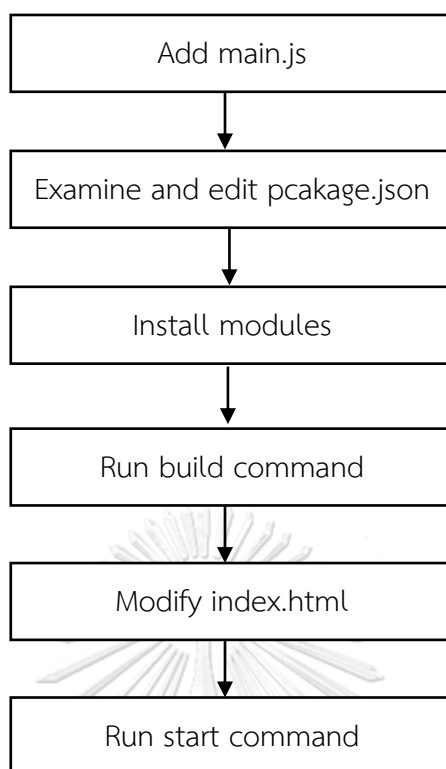 Add main.js
Examine and edit pcakage.json
Install modules
Run build command
Modify index.html
Run start command